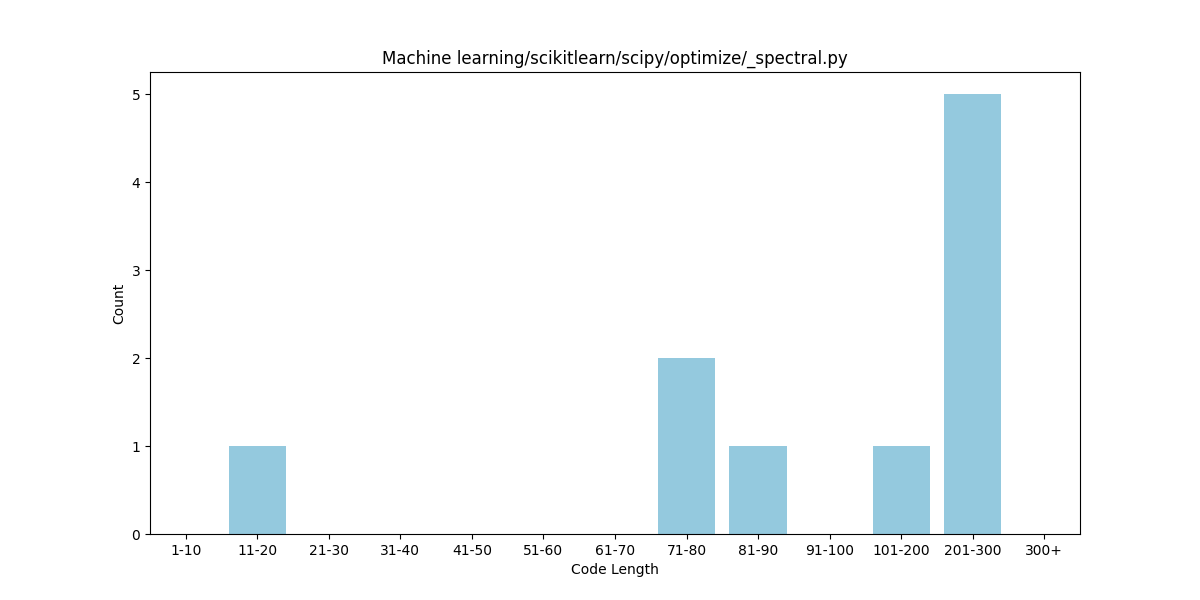 Machine learning/scikitlearn/scipy/optimize/_spectral.py
5
4
3
2
1
0
Count
1-10 11-20 21-30 31-40 41-50 51-60 61-70 71-80 81-90 91-100 101-200 201-300 300+
Code Length